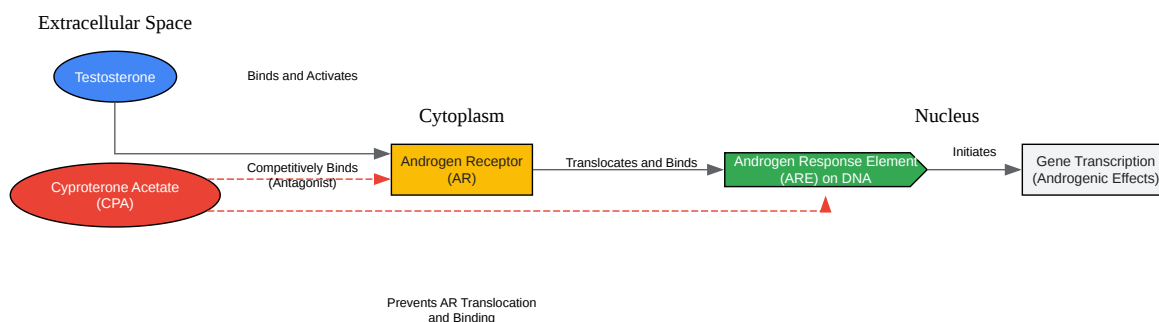 Extracellular Space
Testosterone
Binds and Activates
Cytoplasm
Nucleus
Cyproterone Acetate
(CPA)
Competitively Binds
(Antagonist)
Androgen Receptor
(AR)
Translocates and Binds
Androgen Response Element
(ARE) on DNA
Initiates
Gene Transcription
(Androgenic Effects)
Prevents AR Translocation
and Binding